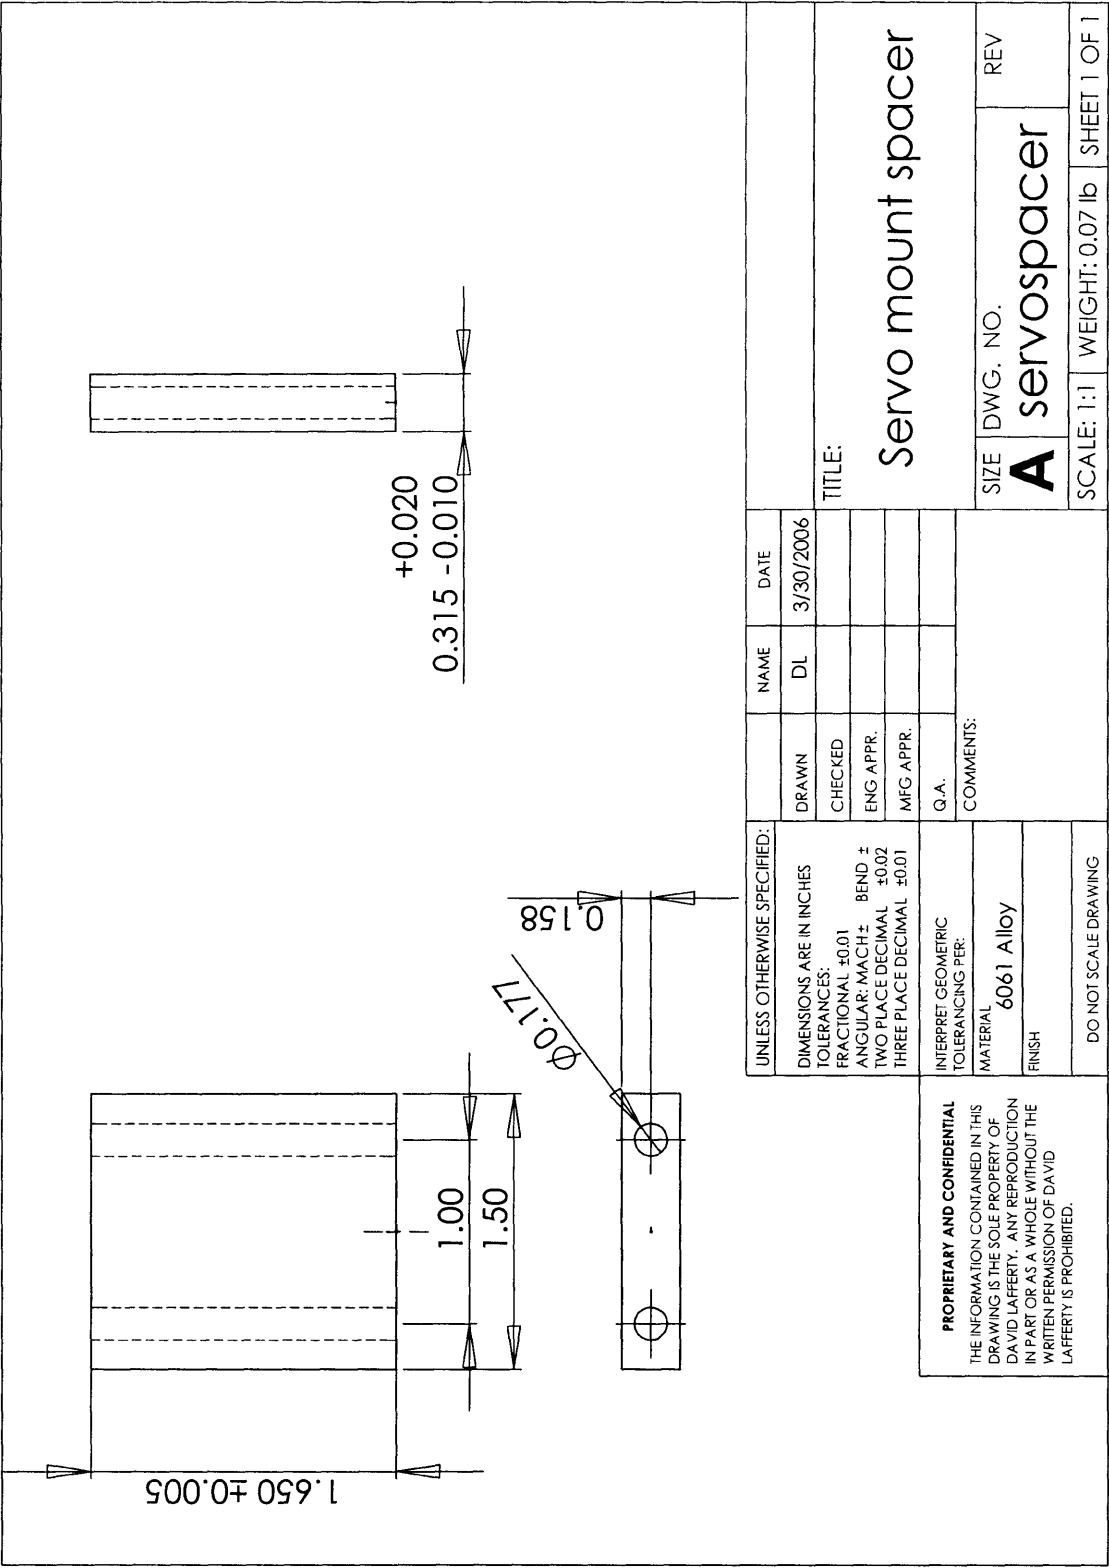 1.650 ±0.005
1.00
1.50
+0.020
0.315 -0.010
Ø0.177
0.158
PROPRIETARY AND CONFIDENTIAL
THE INFORMATION CONTAINED IN THIS
DRAWING IS THE SOLE PROPERTY OF
DAVID LAFFERTY. ANY REPRODUCTION
IN PART OR AS A WHOLE WITHOUT THE
WRITTEN PERMISSION OF DAVID
LAFFERTY IS PROHIBITED.
UNLESS OTHERWISE SPECIFIED:
DIMENSIONS ARE IN INCHES
TOLERANCES:
FRACTIONAL ±0.01
ANGULAR: MACH± BEND ±
TWO PLACE DECIMAL ±0.02
THREE PLACE DECIMAL ±0.01
INTERPRET GEOMETRIC
TOLERANCING PER:
MATERIAL
6061 Alloy
FINISH
DO NOT SCALE DRAWING
NAME DATE
DRAWN DL 3/30/2006
CHECKED
ENG APPR.
MFG APPR.
Q.A.
COMMENTS:
TITLE:
Servo mount spacer
SIZE DWG. NO. REV
A servospacer
SCALE: 1:1 WEIGHT: 0.07 lb SHEET 1 OF 1